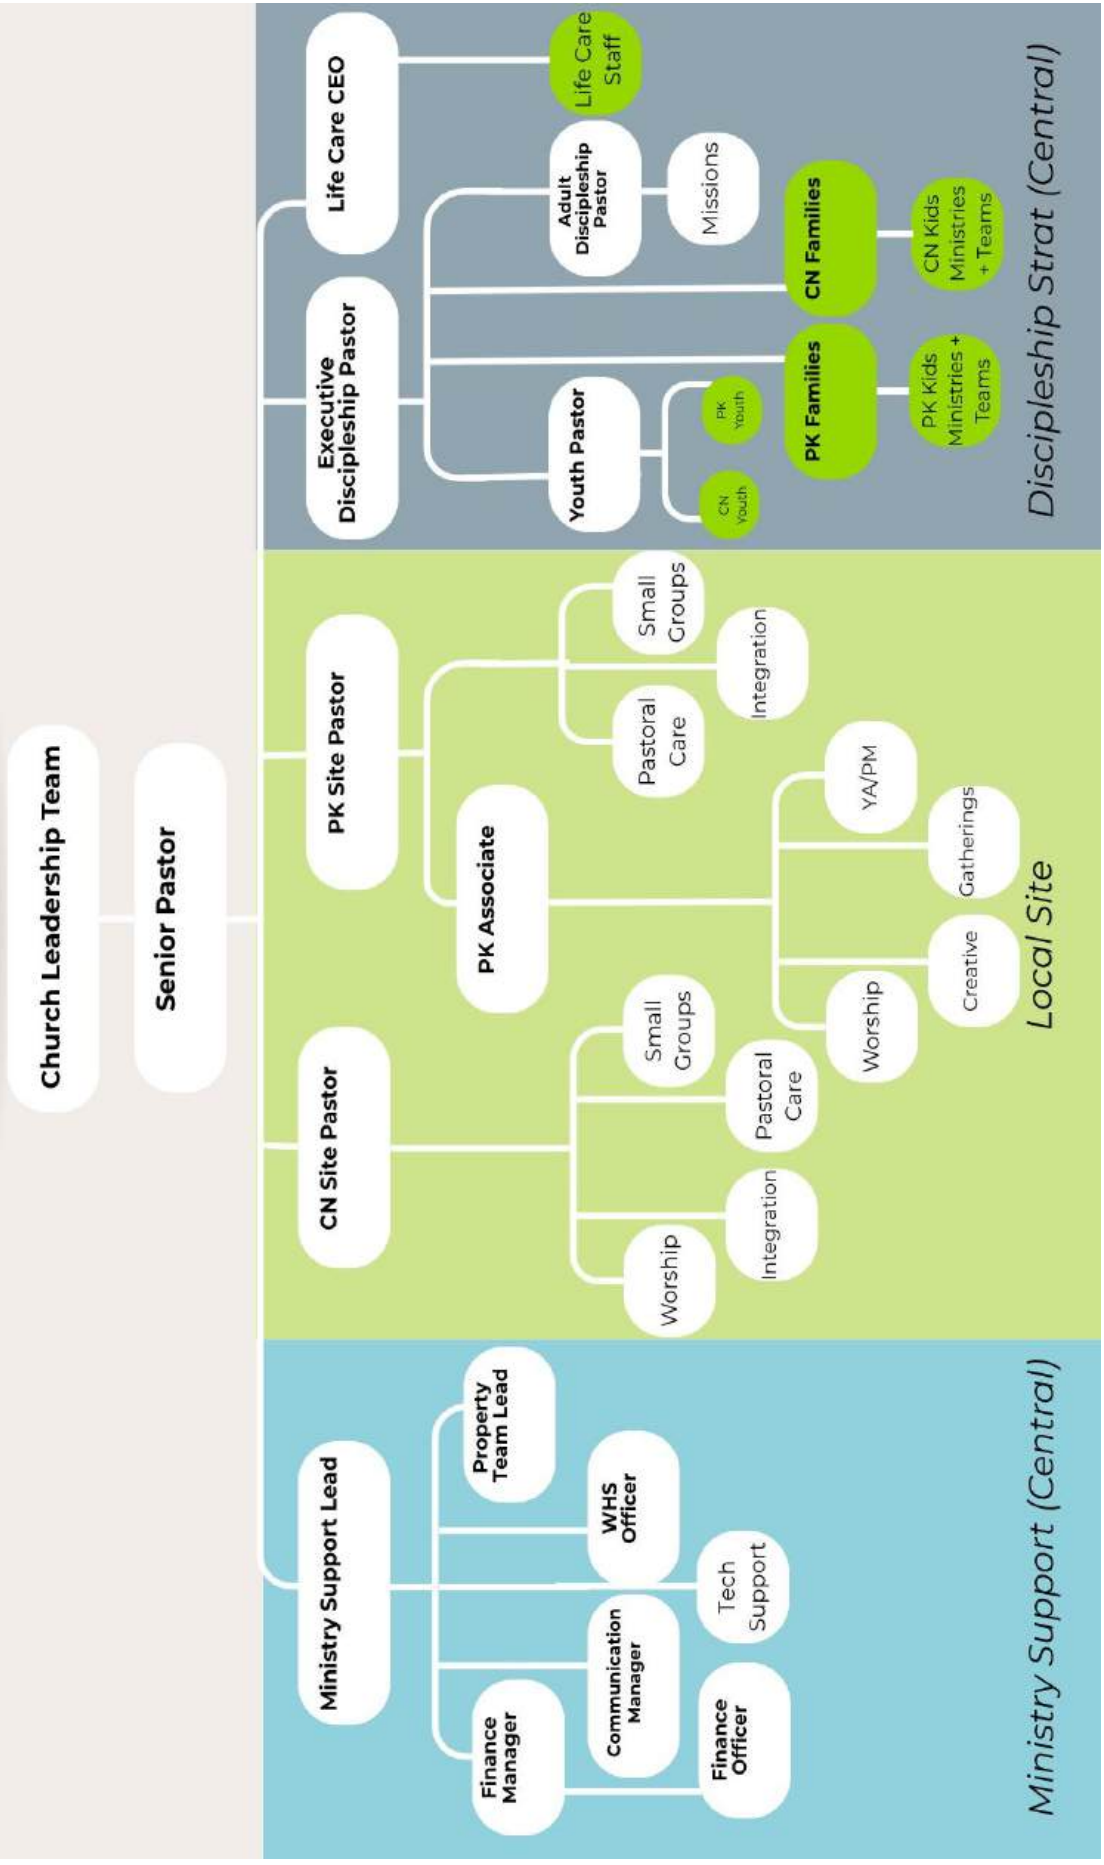 Church Leadership Team
Senior Pastor
Ministry Support Lead
Finance
Manager
Finance
Officer
Communication
Manager
Tech
Support
WHS
Officer
Property
Team Lead
Ministry Support (Central)
CN Site Pastor
Worship
Integration
Pastoral
Care
Small
Groups
PK Site Pastor
PK Associate
Worship
Creative
Gatherings
YA/PM
Pastoral
Care
Integration
Small
Groups
Local Site
Executive
Discipleship Pastor
Youth Pastor
CN
Youth
PK
Youth
PK Families
PK Kids
Ministries +
Teams
CN Families
CN Kids
Ministries
+ Teams
Adult
Discipleship
Pastor
Missions
Life Care CEO
Life Care
Staff
Discipleship Strat (Central)